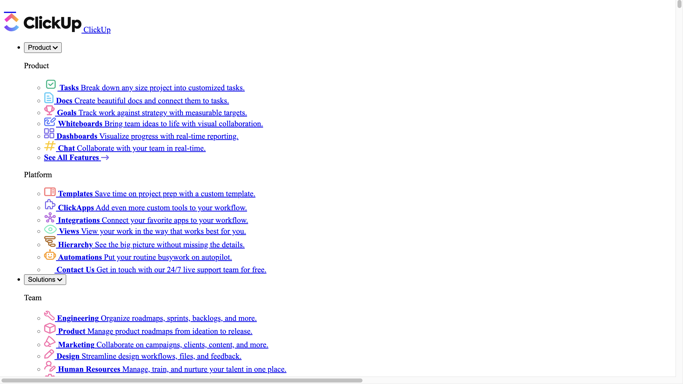 ClickUp ClickUp
Product
Product
Tasks Break down any size project into customized tasks.
Docs Create beautiful docs and connect them to tasks.
Goals Track work against strategy with measurable targets.
Whiteboards Bring team ideas to life with visual collaboration.
Dashboards Visualize progress with real-time reporting.
Chat Collaborate with your team in real-time.
See All Features
Platform
Templates Save time on project prep with a custom template.
ClickApps Add even more custom tools to your workflow.
Integrations Connect your favorite apps to your workflow.
Views View your work in the way that works best for you.
Hierarchy See the big picture without missing the details.
Automations Put your routine busywork on autopilot.
Contact Us Get in touch with our 24/7 live support team for free.
Solutions
Team
Engineering Organize roadmaps, sprints, backlogs, and more.
Product Manage product roadmaps from ideation to release.
Marketing Collaborate on campaigns, clients, content, and more.
Design Streamline design workflows, files, and feedback.
Human Resources Manage, train, and nurture your talent in one place.